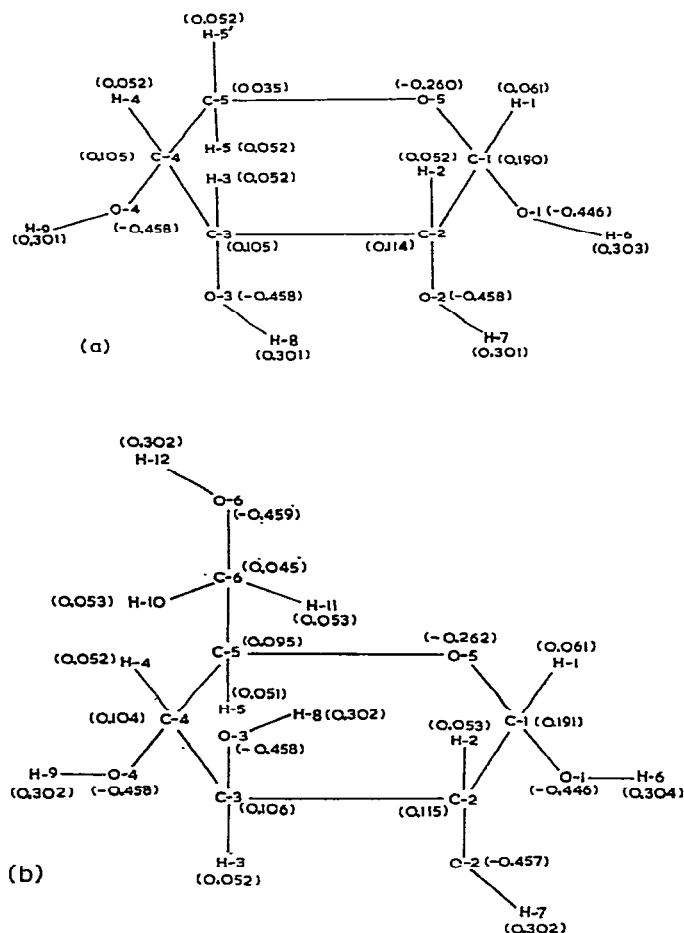 (0.052)
H-5'
(0.052)
H-4
C-5 (0.035)
(-0.260)
O-5
(0.061)
H-1
(0.105) C-4
H-5 (0.052)
H-3 (0.052)
(0.052)
H-2
C-1 (0.190)
H-9
(0.301)
O-4
(-0.458)
C-3
(0.105)
(0.114) C-2
O-1 (-0.446)
H-6
(0.303)
O-3 (-0.458)
O-2 (-0.458)
H-8
(0.301)
H-7
(0.301)
(a)
(0.302)
H-12
O-6
(-0.459)
C-6 (0.045)
(0.053) H-10
H-11
(0.053)
C-5 (0.095)
(-0.262)
O-5
(0.061)
H-1
(0.052) H-4
(0.051)
H-5
(0.104) C-4
O-3
(-0.458)
H-8 (0.302)
(0.053)
H-2
C-1 (0.191)
H-9
(0.302)
O-4
(-0.458)
C-3
(0.106)
(0.115) C-2
O-1
(-0.446)
H-6
(0.304)
H-3
(0.052)
C-2 (-0.457)
H-7
(0.302)
(b)